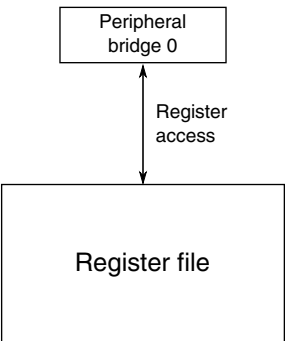 Peripheral
bridge 0
Register
access
Register file